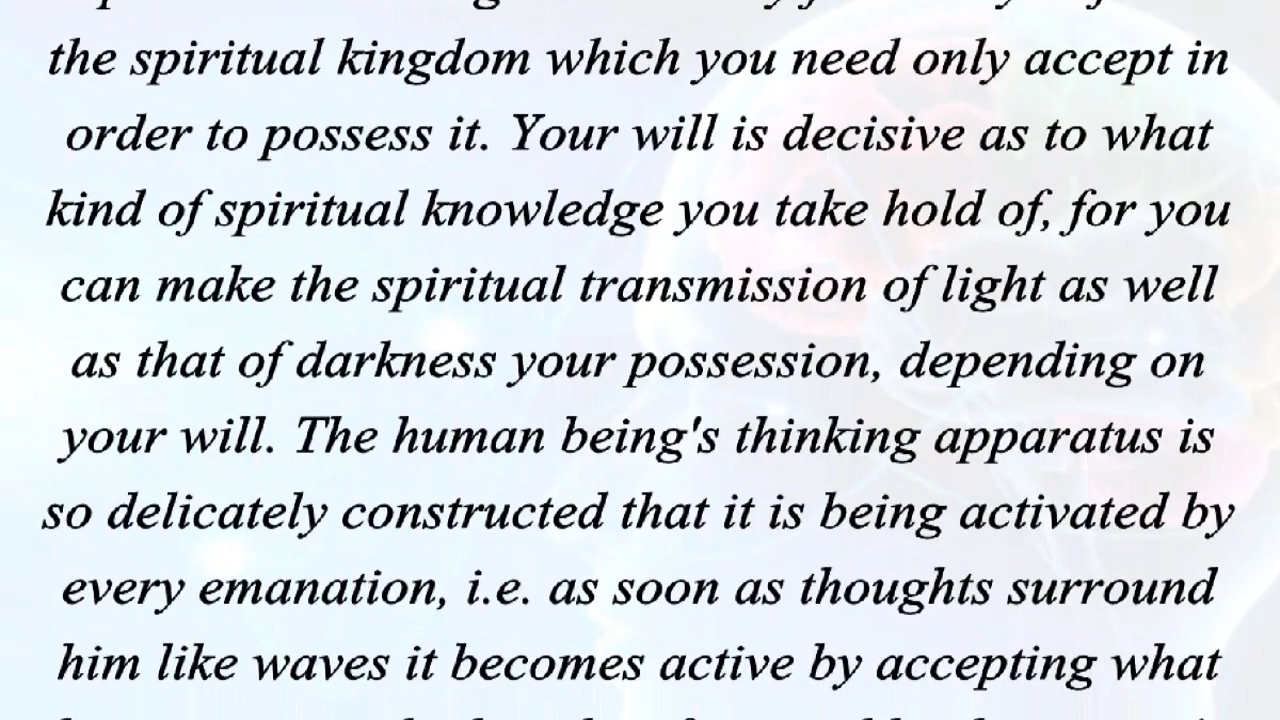 the spiritual kingdom which you need only accept in
order to possess it. Your will is decisive as to what
kind of spiritual knowledge you take hold of, for you
can make the spiritual transmission of light as well
as that of darkness your possession, depending on
your will. The human being's thinking apparatus is
so delicately constructed that it is being activated by
every emanation, i.e. as soon as thoughts surround
him like waves it becomes active by accepting what